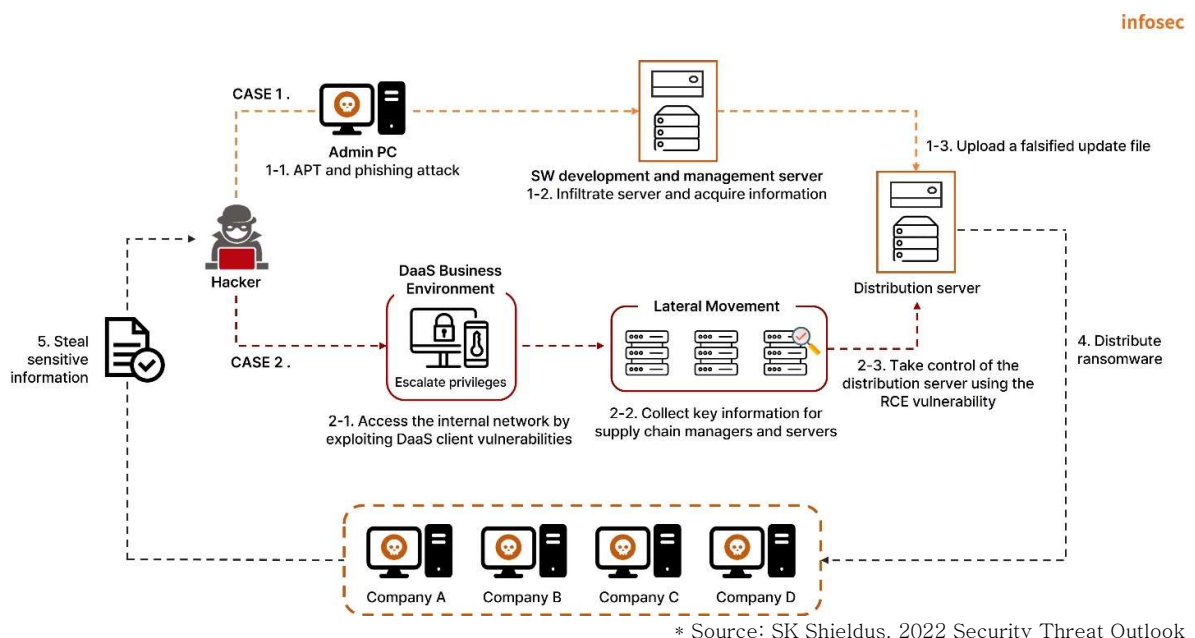 infosec
CASE 1 .
Admin PC
1-1. APT and phishing attack
SW development and management server
1-2. Infiltrate server and acquire information
1-3. Upload a falsified update file
Hacker
Distribution server
DaaS Business
Environment
Escalate privileges
Lateral Movement
CASE 2 .
2-1. Access the internal network by
exploiting DaaS client vulnerabilities
2-2. Collect key information for
supply chain managers and servers
2-3. Take control of the
distribution server using the
RCE vulnerability
4. Distribute
ransomware
5. Steal
sensitive
information
Company A
Company B
Company C
Company D
* Source: SK Shieldus, 2022 Security Threat Outlook